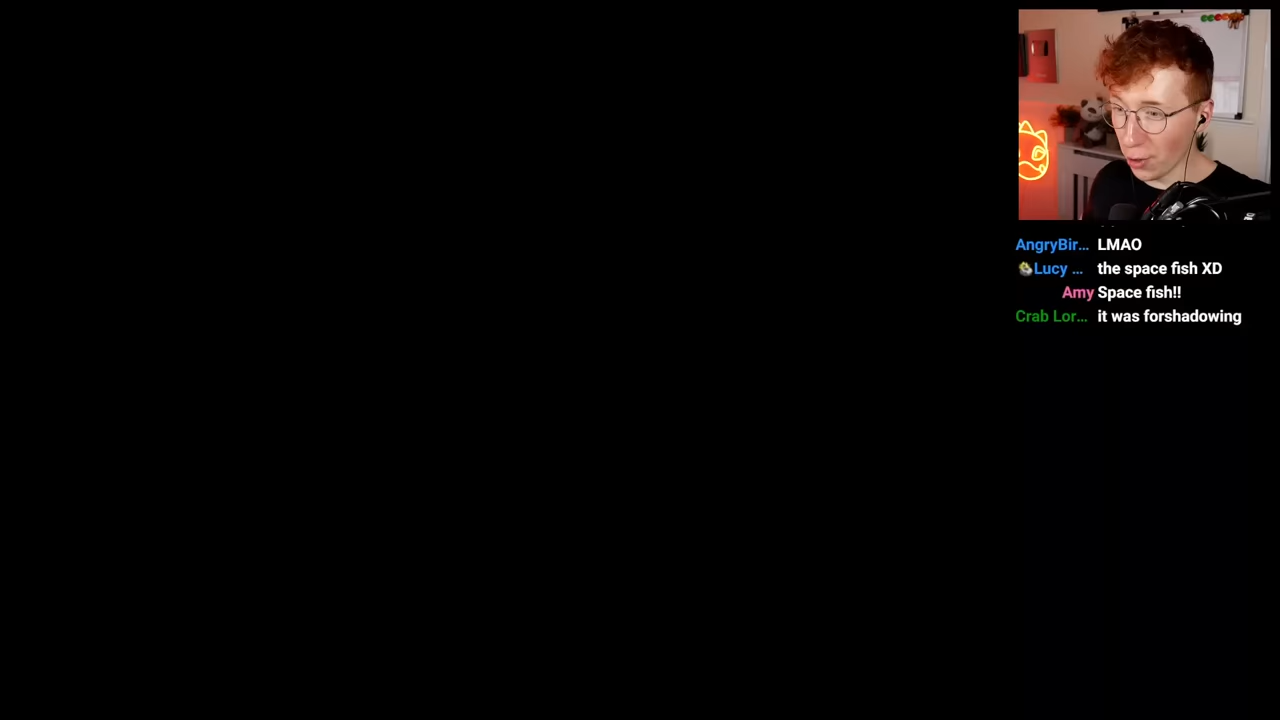 AngryBir... LMAO
Lucy ... the space fish XD
Amy Space fish!!
Crab Lor... it was forshadowing